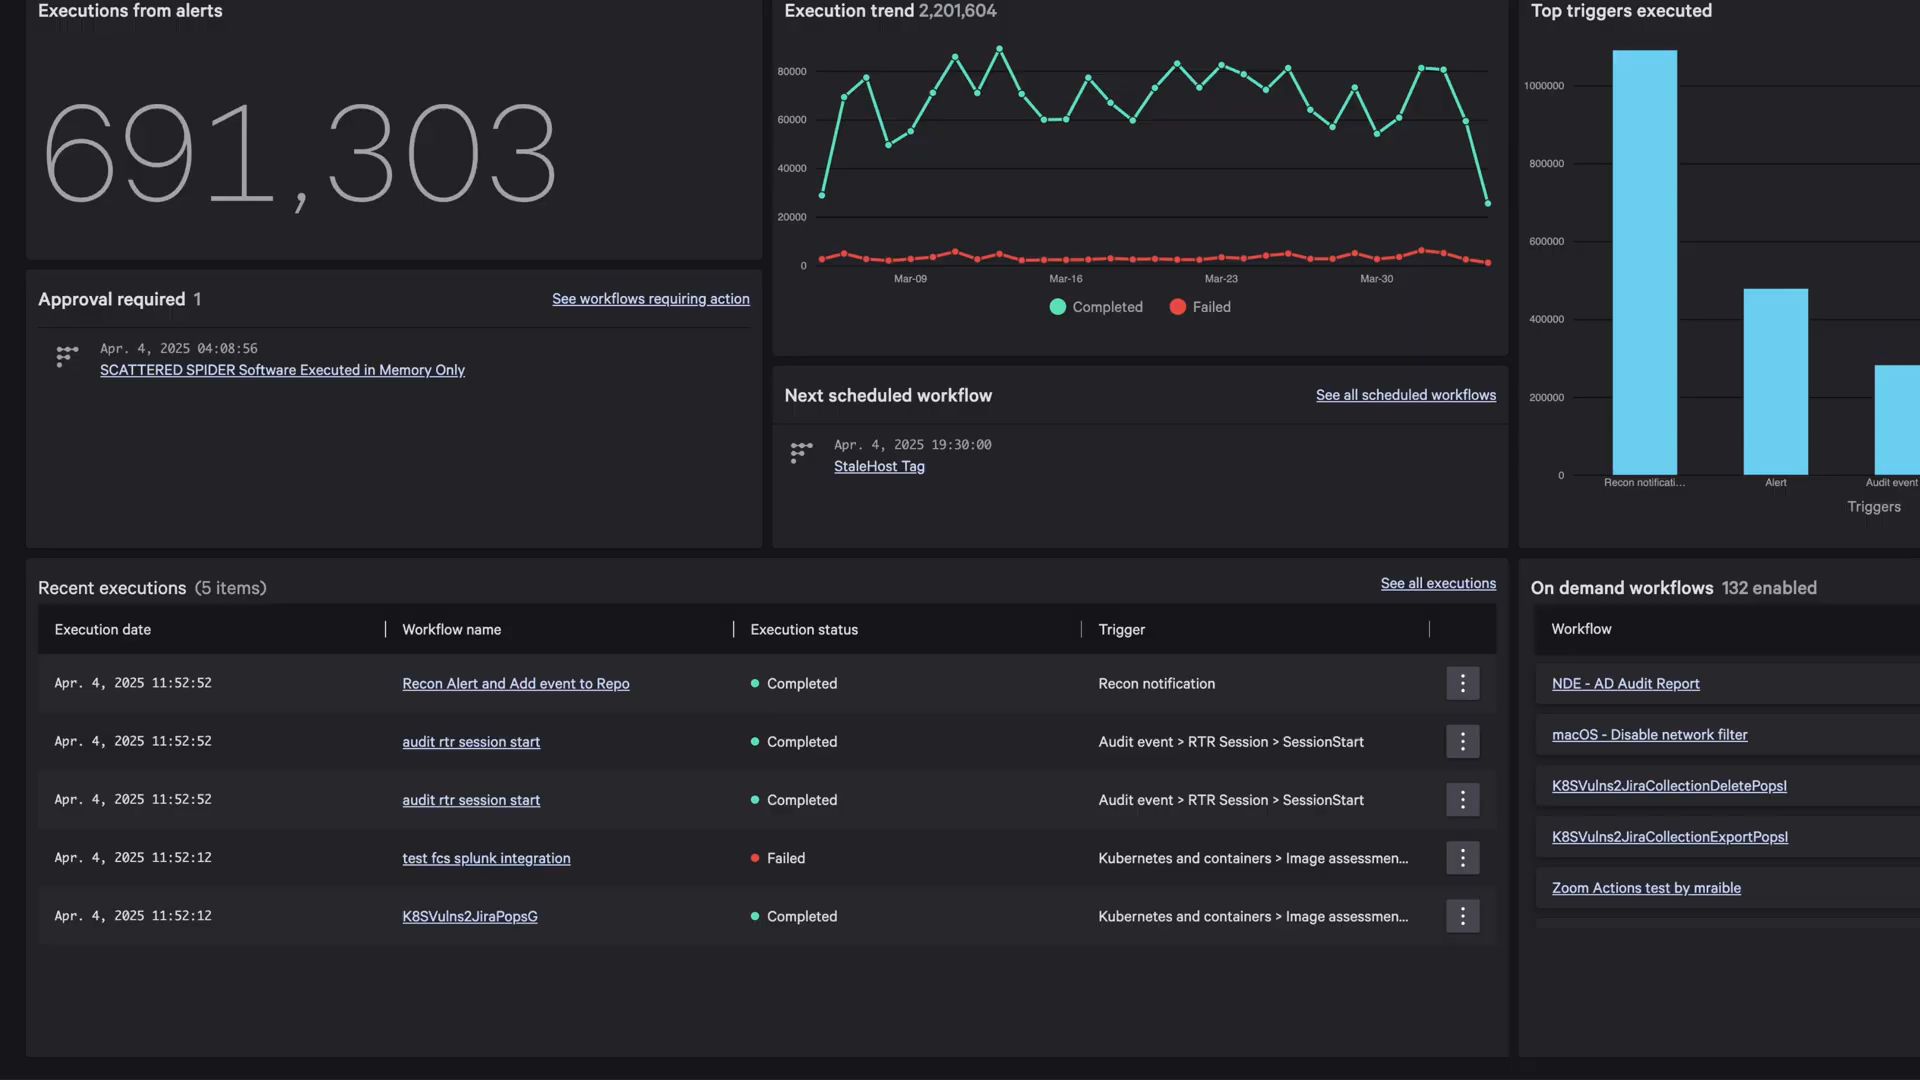 Executions from alerts
691,303
Execution trend 2,201,604
80000
60000
40000
20000
0
Mar-09 Mar-16 Mar-23 Mar-30
Completed Failed
Top triggers executed
1000000
800000
600000
400000
200000
0
Recon notificati... Alert Audit event
Triggers
Approval required 1 See workflows requiring action
Apr. 4, 2025 04:08:56
SCATTERED SPIDER Software Executed in Memory Only
Next scheduled workflow See all scheduled workflows
Apr. 4, 2025 19:30:00
StaleHost Tag
Recent executions (5 items) See all executions
Execution date Workflow name Execution status Trigger
Apr. 4, 2025 11:52:52 Recon Alert and Add event to Repo Completed Recon notification
Apr. 4, 2025 11:52:52 audit rtr session start Completed Audit event > RTR Session > SessionStart
Apr. 4, 2025 11:52:52 audit rtr session start Completed Audit event > RTR Session > SessionStart
Apr. 4, 2025 11:52:12 test fcs splunk integration Failed Kubernetes and containers > Image assessmen...
Apr. 4, 2025 11:52:12 K8SVulns2JiraPopsG Completed Kubernetes and containers > Image assessmen...
On demand workflows 132 enabled
Workflow
NDE - AD Audit Report
macOS - Disable network filter
K8SVulns2JiraCollectionDeletePopsI
K8SVulns2JiraCollectionExportPopsI
Zoom Actions test by mraible